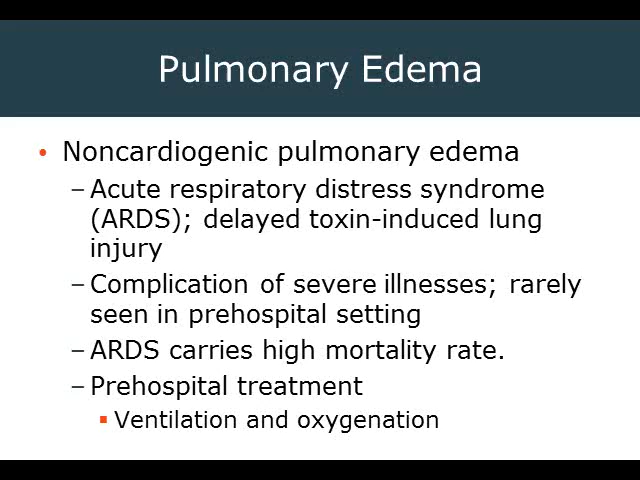 Pulmonary Edema
• Noncardiogenic pulmonary edema
– Acute respiratory distress syndrome
(ARDS); delayed toxin-induced lung
injury
– Complication of severe illnesses; rarely
seen in prehospital setting
– ARDS carries high mortality rate.
– Prehospital treatment
▪ Ventilation and oxygenation